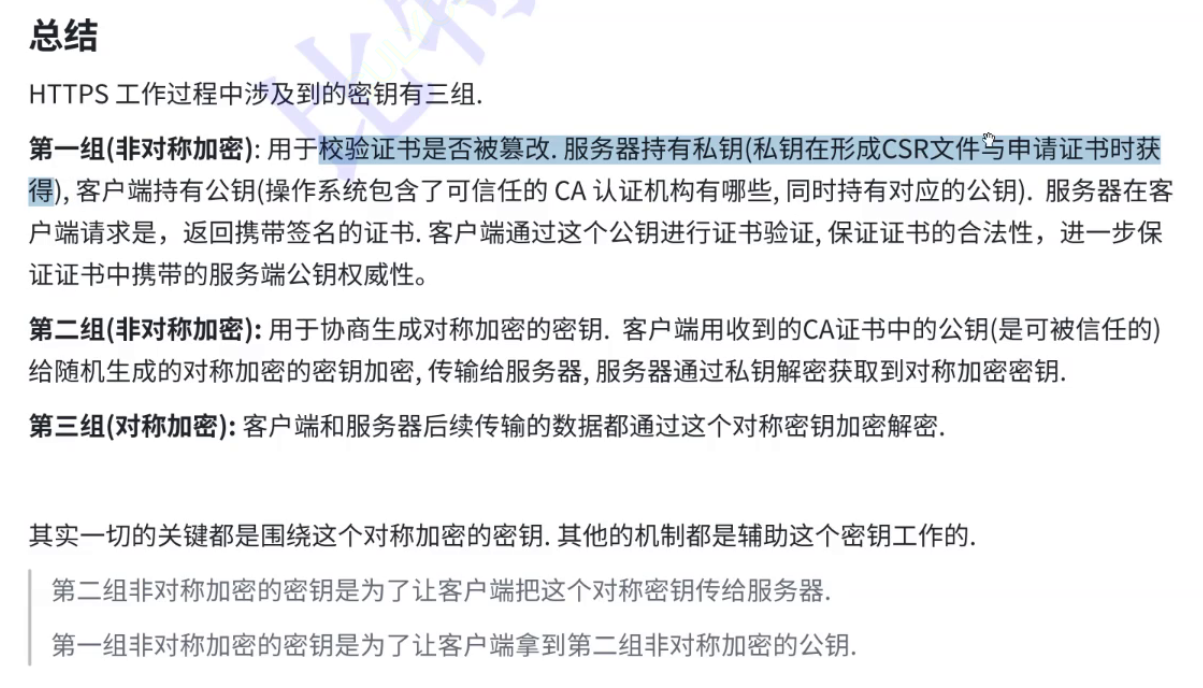 总结
HTTPS 工作过程中涉及到的密钥有三组.
第一组(非对称加密): 用于校验证书是否被篡改. 服务器持有私钥(私钥在形成CSR文件与申请证书时获
得), 客户端持有公钥(操作系统包含了可信任的 CA 认证机构有哪些, 同时持有对应的公钥). 服务器在客
户端请求是，返回携带签名的证书. 客户端通过这个公钥进行证书验证, 保证证书的合法性，进一步保
证证书中携带的服务端公钥权威性。
第二组(非对称加密): 用于协商生成对称加密的密钥. 客户端用收到的CA证书中的公钥(是可被信任的)
给随机生成的对称加密的密钥加密, 传输给服务器, 服务器通过私钥解密获取到对称加密密钥.
第三组(对称加密): 客户端和服务器后续传输的数据都通过这个对称密钥加密解密.
其实一切的关键都是围绕这个对称加密的密钥. 其他的机制都是辅助这个密钥工作的.
第二组非对称加密的密钥是为了让客户端把这个对称密钥传给服务器.
第一组非对称加密的密钥是为了让客户端拿到第二组非对称加密的公钥.
比特